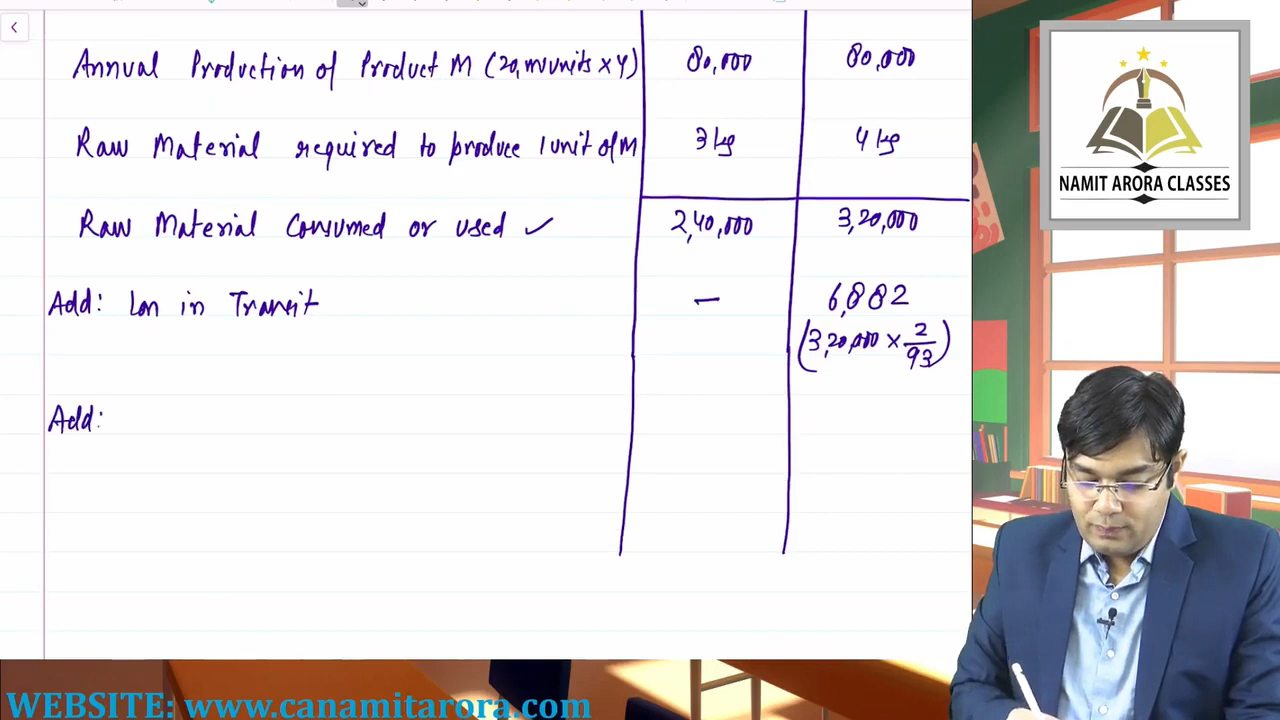 Annual Production of Product M (20,000 units × 4) 80,000 80,000
Raw Material required to produce 1 unit of M 3 kg 4 kg
Raw Material Consumed or used ✓ 2,40,000 3,20,000
Add: Loss in Transit — 6,882
(3,20,000 × 2/93)
Add:
NAMIT ARORA CLASSES
WEBSITE: www.canamitarora.com